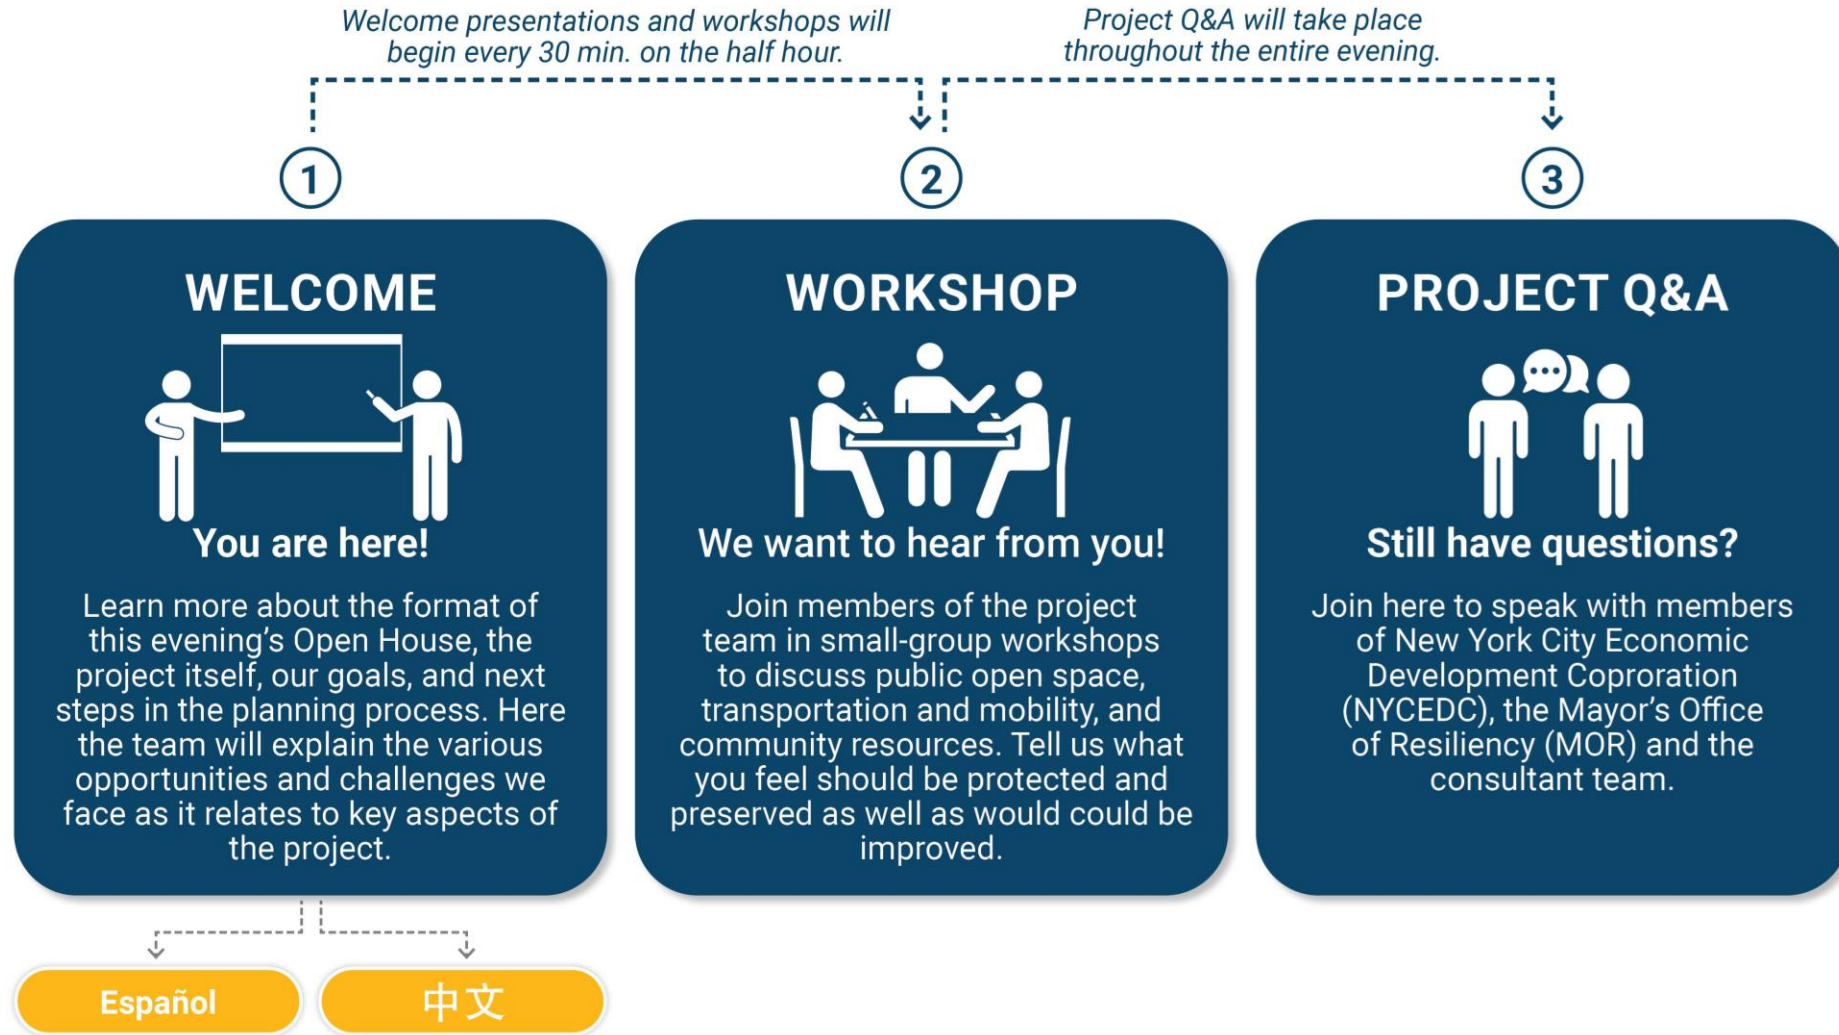 Welcome presentations and workshops will
begin every 30 min. on the half hour.
Project Q&A will take place
throughout the entire evening.
1
2
3
WELCOME
You are here!
Learn more about the format of
this evening’s Open House, the
project itself, our goals, and next
steps in the planning process. Here
the team will explain the various
opportunities and challenges we
face as it relates to key aspects of
the project.
WORKSHOP
We want to hear from you!
Join members of the project
team in small-group workshops
to discuss public open space,
transportation and mobility, and
community resources. Tell us what
you feel should be protected and
preserved as well as would could be
improved.
PROJECT Q&A
Still have questions?
Join here to speak with members
of New York City Economic
Development Coproration
(NYCEDC), the Mayor’s Office
of Resiliency (MOR) and the
consultant team.
Español
中文